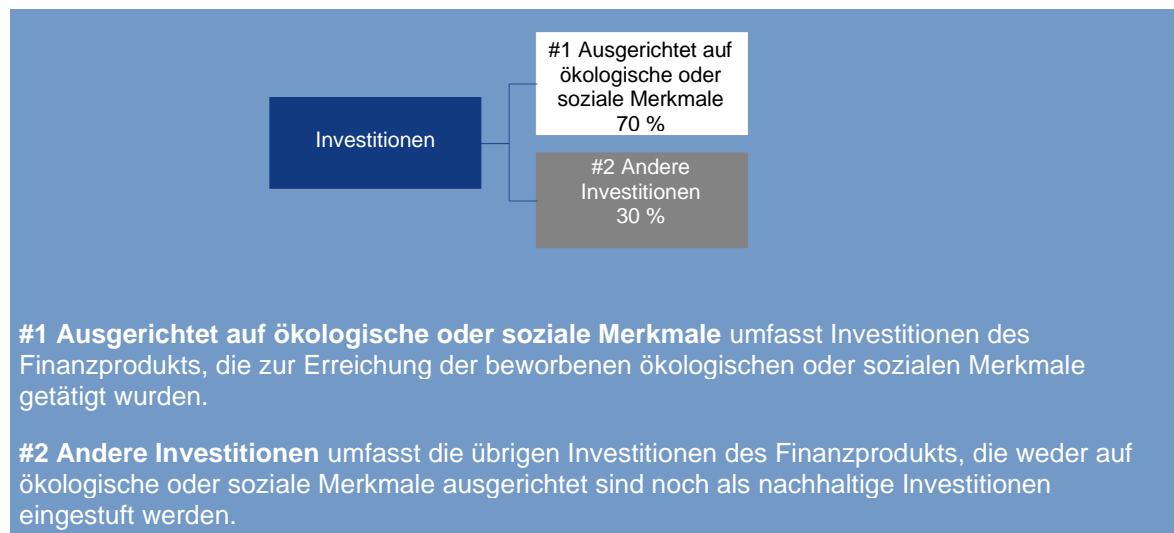 #1 Ausgerichtet auf
ökologische oder
soziale Merkmale
70 %
Investitionen
#2 Andere
Investitionen
30 %
#1 Ausgerichtet auf ökologische oder soziale Merkmale umfasst Investitionen des
Finanzprodukts, die zur Erreichung der beworbenen ökologischen oder sozialen Merkmale
getätigt wurden.
#2 Andere Investitionen umfasst die übrigen Investitionen des Finanzprodukts, die weder auf
ökologische oder soziale Merkmale ausgerichtet sind noch als nachhaltige Investitionen
eingestuft werden.